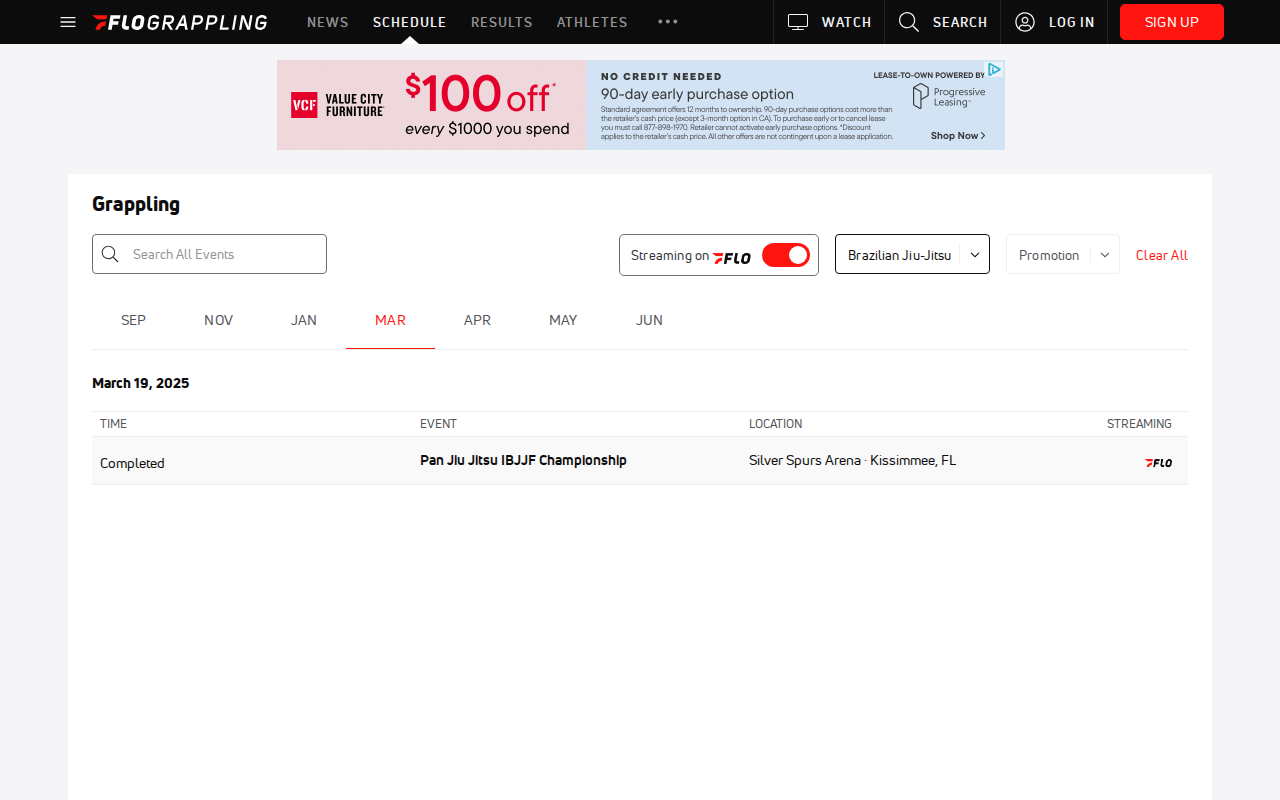 FLOGRAPPLING NEWS SCHEDULE RESULTS ATHLETES WATCH SEARCH LOG IN SIGN UP
VCF VALUE CITY FURNITURE
$100 off*
every $1000 you spend
NO CREDIT NEEDED
90-day early purchase option
Standard agreement offers 12 months to ownership. 90-day purchase options cost more than
the retailer's cash price (except 3-month option in CA). To purchase early or to cancel lease
you must call 877-898-1970. Retailer cannot activate early purchase options. *Discount
applies to the retailer's cash price. All other offers are not contingent upon a lease application.
LEASE-TO-OWN POWERED BY
Progressive
Leasing
Shop Now
Grappling
Search All Events
Streaming on FLO
Brazilian Jiu-Jitsu
Promotion
Clear All
SEP NOV JAN MAR APR MAY JUN
March 19, 2025
TIME EVENT LOCATION STREAMING
Completed Pan Jiu Jitsu IBJJF Championship Silver Spurs Arena · Kissimmee, FL FLO